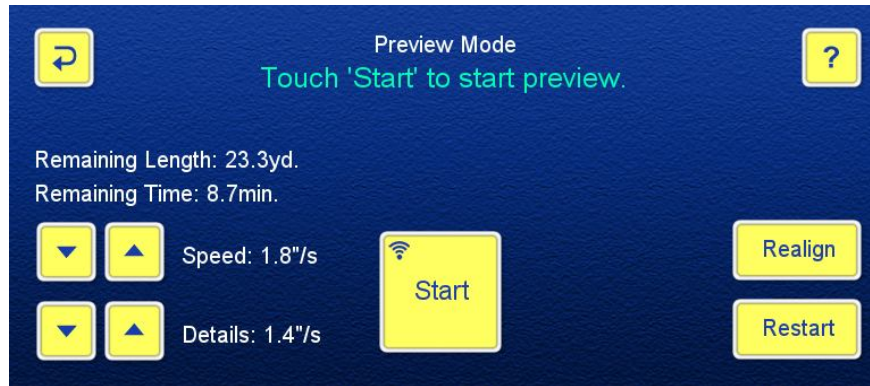 Preview Mode
?
Touch 'Start' to start preview.
Remaining Length: 23.3yd.
Remaining Time: 8.7min.
Speed: 1.8"/s
Start
Realign
Details: 1.4"/s
Restart